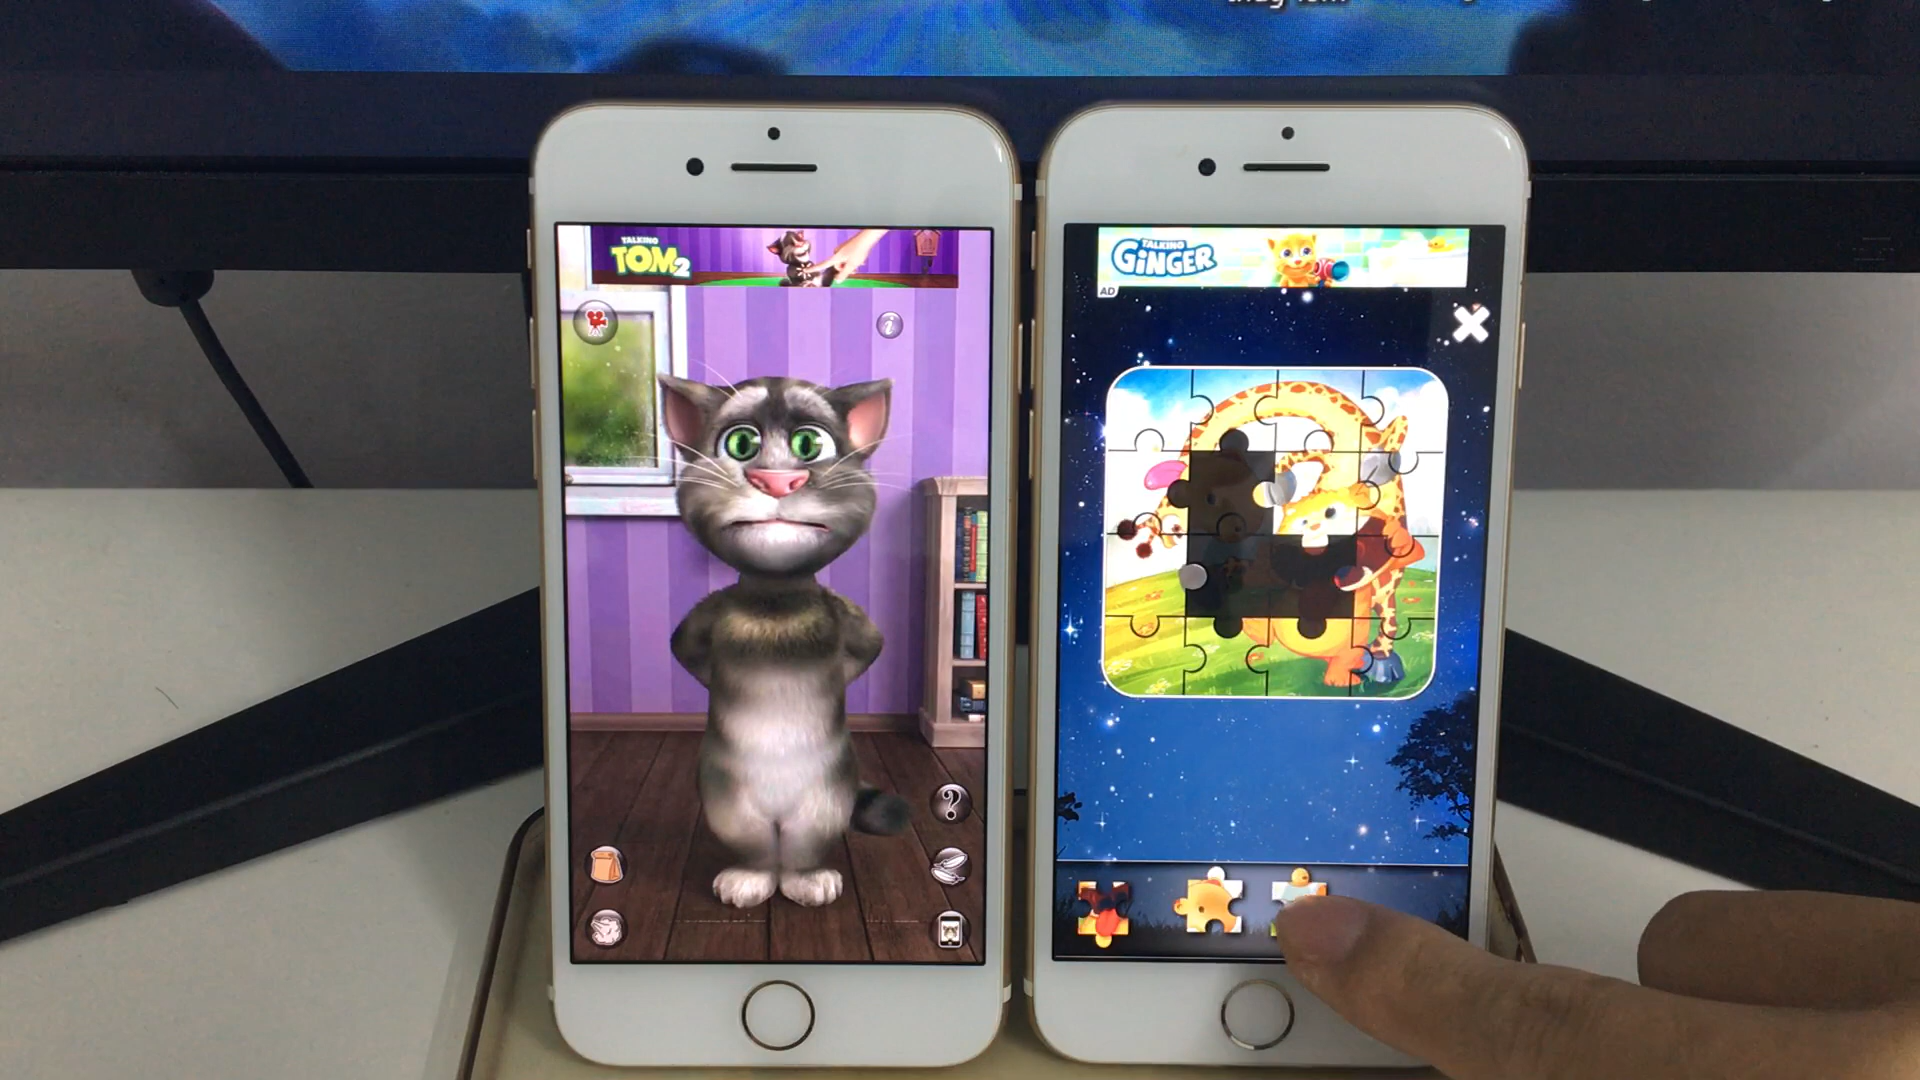 TALKING
TOM2
TALKING
GINGER
AD
i
?